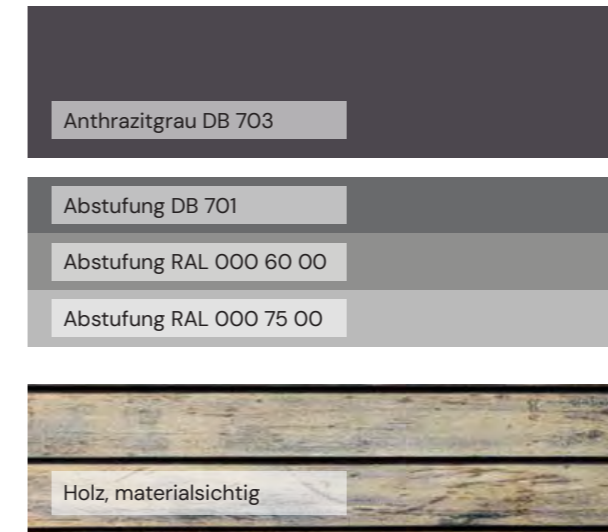 Anthrazitgrau DB 703
Abstufung DB 701
Abstufung RAL 000 60 00
Abstufung RAL 000 75 00
Holz, materialsichtig